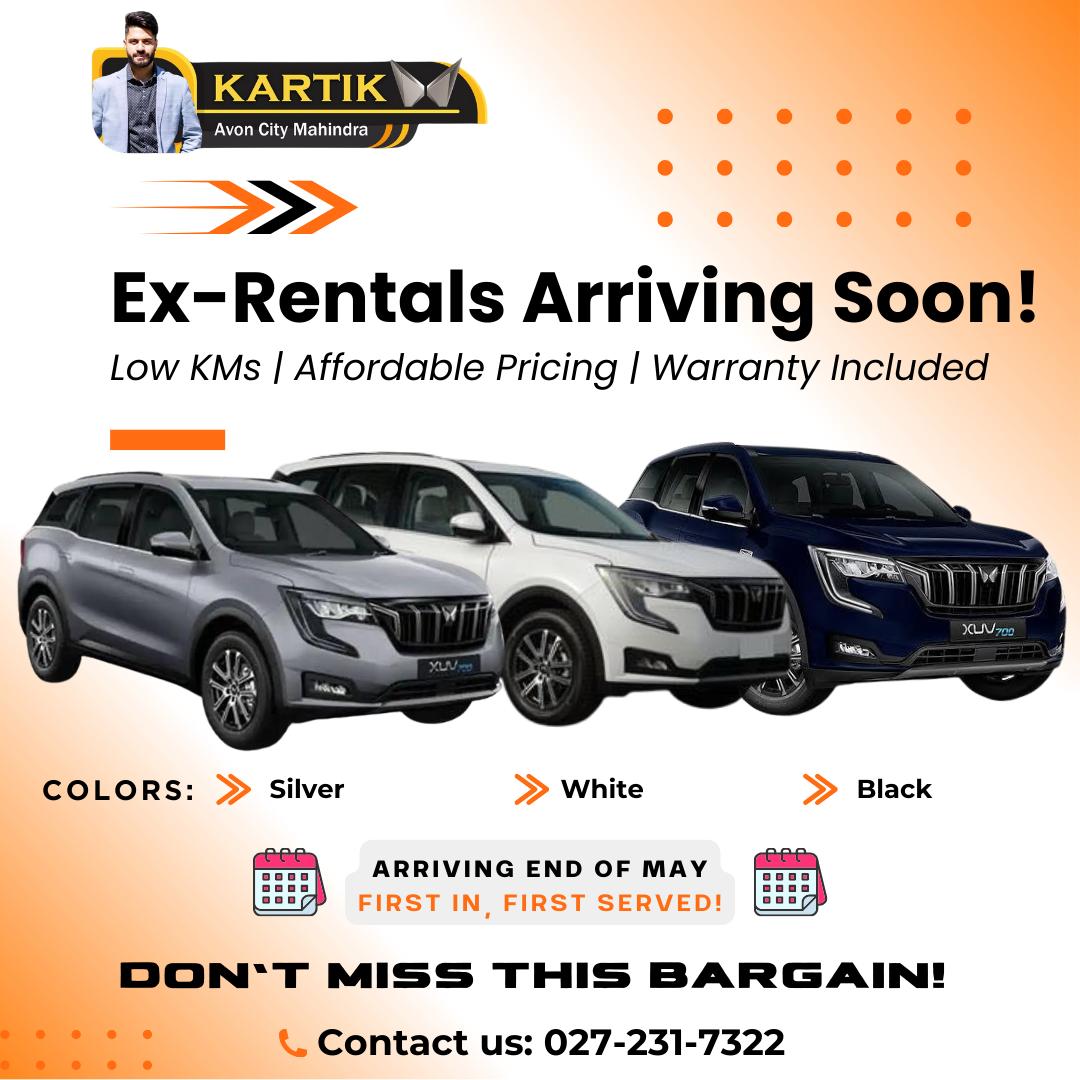 KARTIK
Avon City Mahindra
Ex-Rentals Arriving Soon!
Low KMs | Affordable Pricing | Warranty Included
XUV700
XUV700
COLORS: Silver White Black
ARRIVING END OF MAY
FIRST IN, FIRST SERVED!
DON`T MISS THIS BARGAIN!
Contact us: 027-231-7322